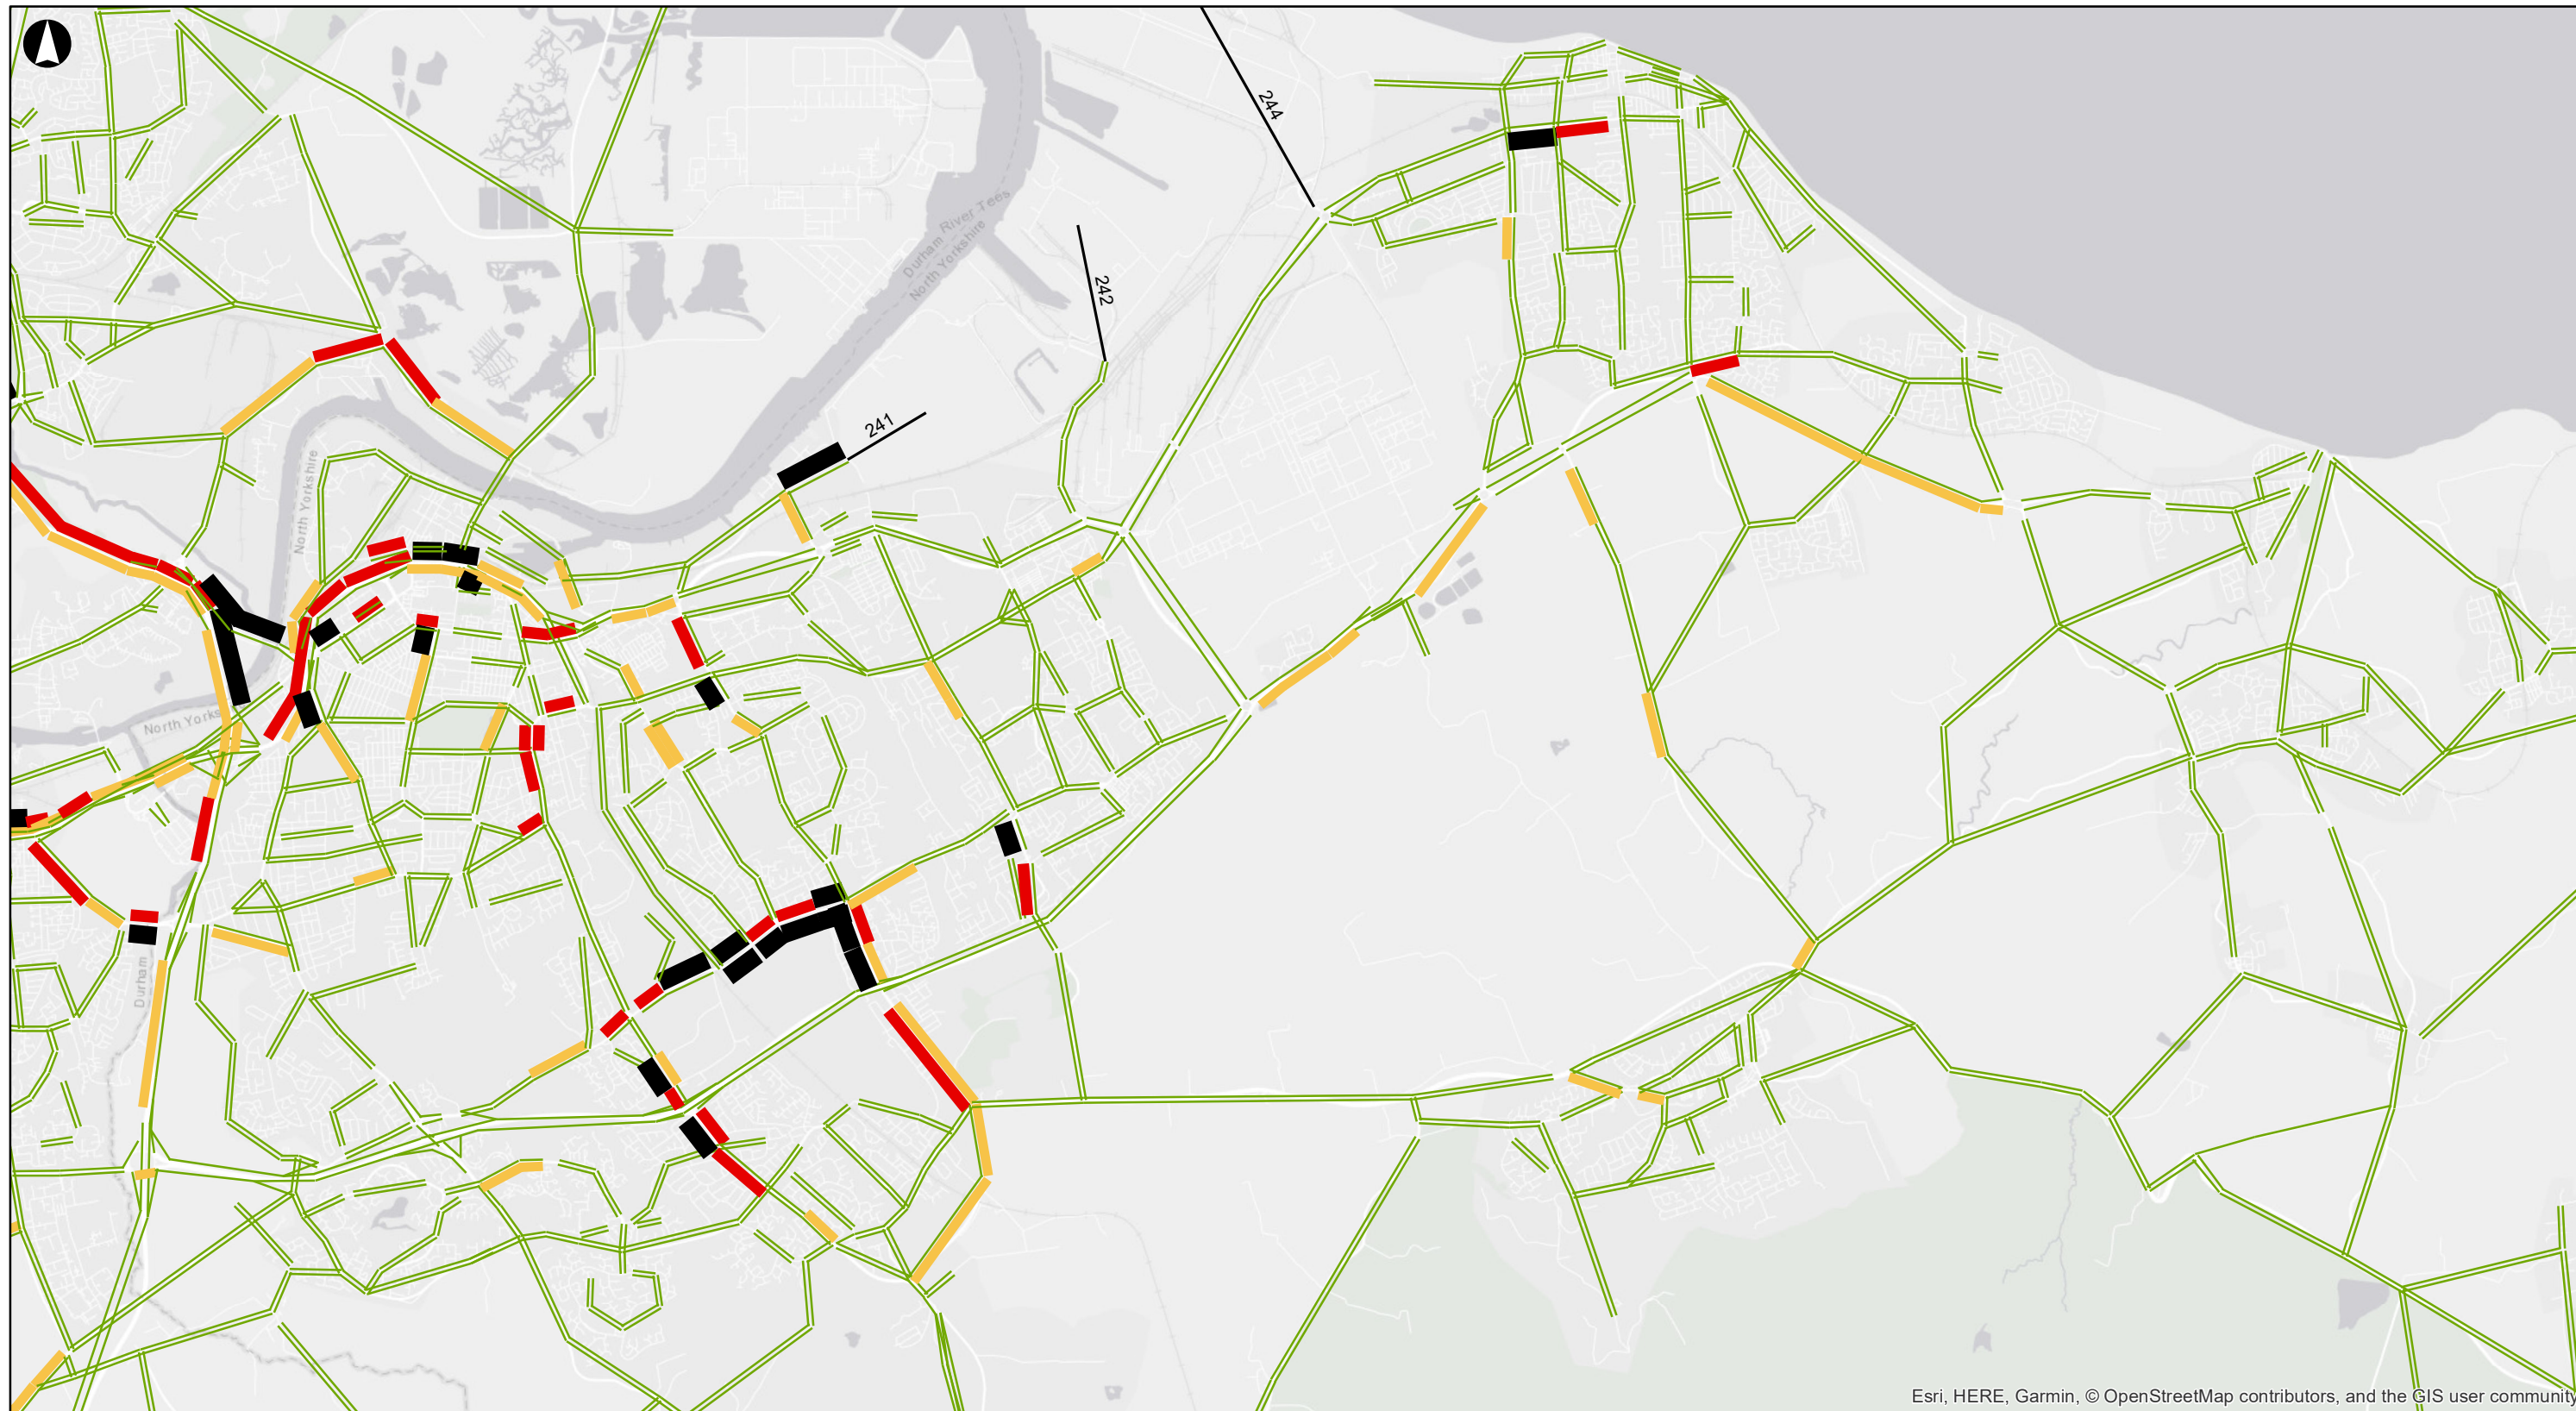 244
Durham River Tees
North Yorkshire
242
241
North Yorkshire
North Yorks
Durham
Esri, HERE, Garmin, © OpenStreetMap contributors, and the GIS user community